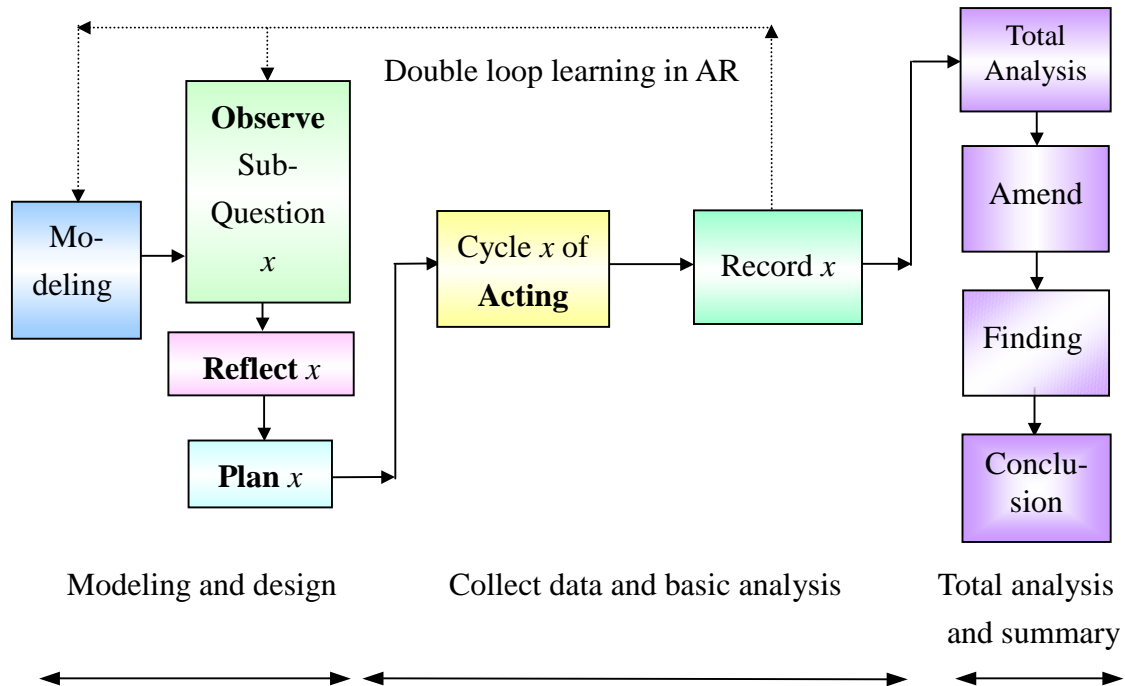 Double loop learning in AR
Mo-
deling
Observe
Sub-
Question
x
Reflect x
Plan x
Cycle x of
Acting
Record x
Total
Analysis
Amend
Finding
Conclu-
sion
Modeling and design
Collect data and basic analysis
Total analysis
and summary